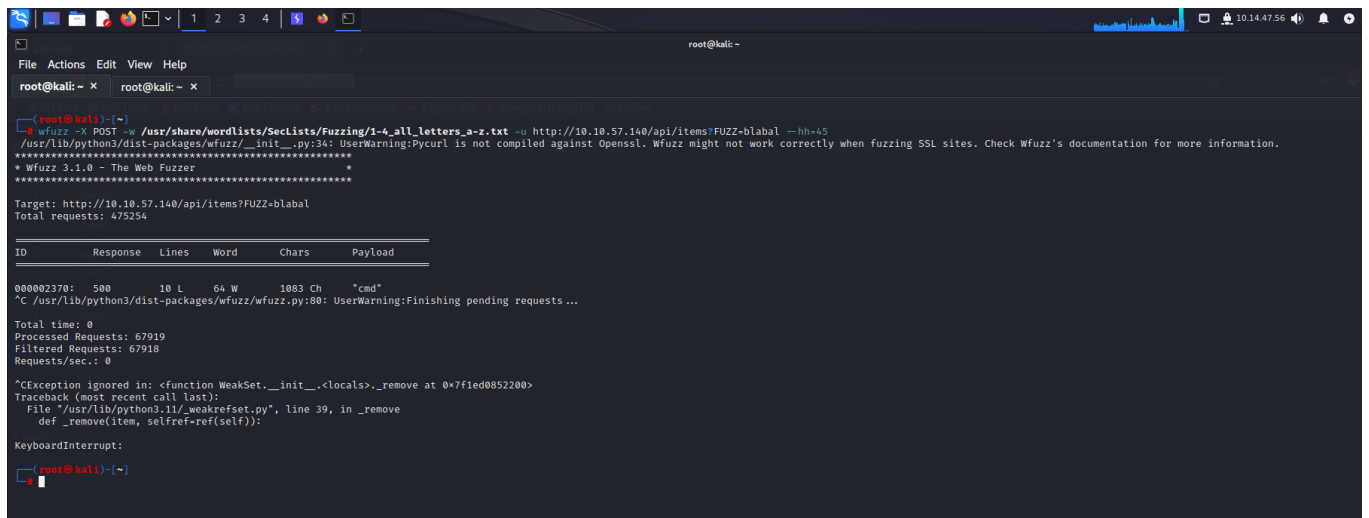 1 2 3 4 10.14.47.56
root@kali: ~
File Actions Edit View Help
root@kali: ~ × root@kali: ~ ×
┌──(root㉿kali)-[~]
└─# wfuzz -X POST -w /usr/share/wordlists/SecLists/Fuzzing/1-4_all_letters_a-z.txt -u http://10.10.57.140/api/items?FUZZ=blabal --hh=45
/usr/lib/python3/dist-packages/wfuzz/__init__.py:34: UserWarning:Pycurl is not compiled against Openssl. Wfuzz might not work correctly when fuzzing SSL sites. Check Wfuzz's documentation for more information.
********************************************************
* Wfuzz 3.1.0 - The Web Fuzzer *
********************************************************
Target: http://10.10.57.140/api/items?FUZZ=blabal
Total requests: 475254
=====================================================================
ID Response Lines Word Chars Payload
=====================================================================
000002370: 500 10 L 64 W 1083 Ch "cmd"
^C /usr/lib/python3/dist-packages/wfuzz/wfuzz.py:80: UserWarning:Finishing pending requests...
Total time: 0
Processed Requests: 67919
Filtered Requests: 67918
Requests/sec.: 0
^CException ignored in: <function WeakSet.__init__.<locals>._remove at 0×7f1ed0852200>
Traceback (most recent call last):
File "/usr/lib/python3.11/_weakrefset.py", line 39, in _remove
def _remove(item, selfref=ref(self)):
KeyboardInterrupt:
┌──(root㉿kali)-[~]
└─#